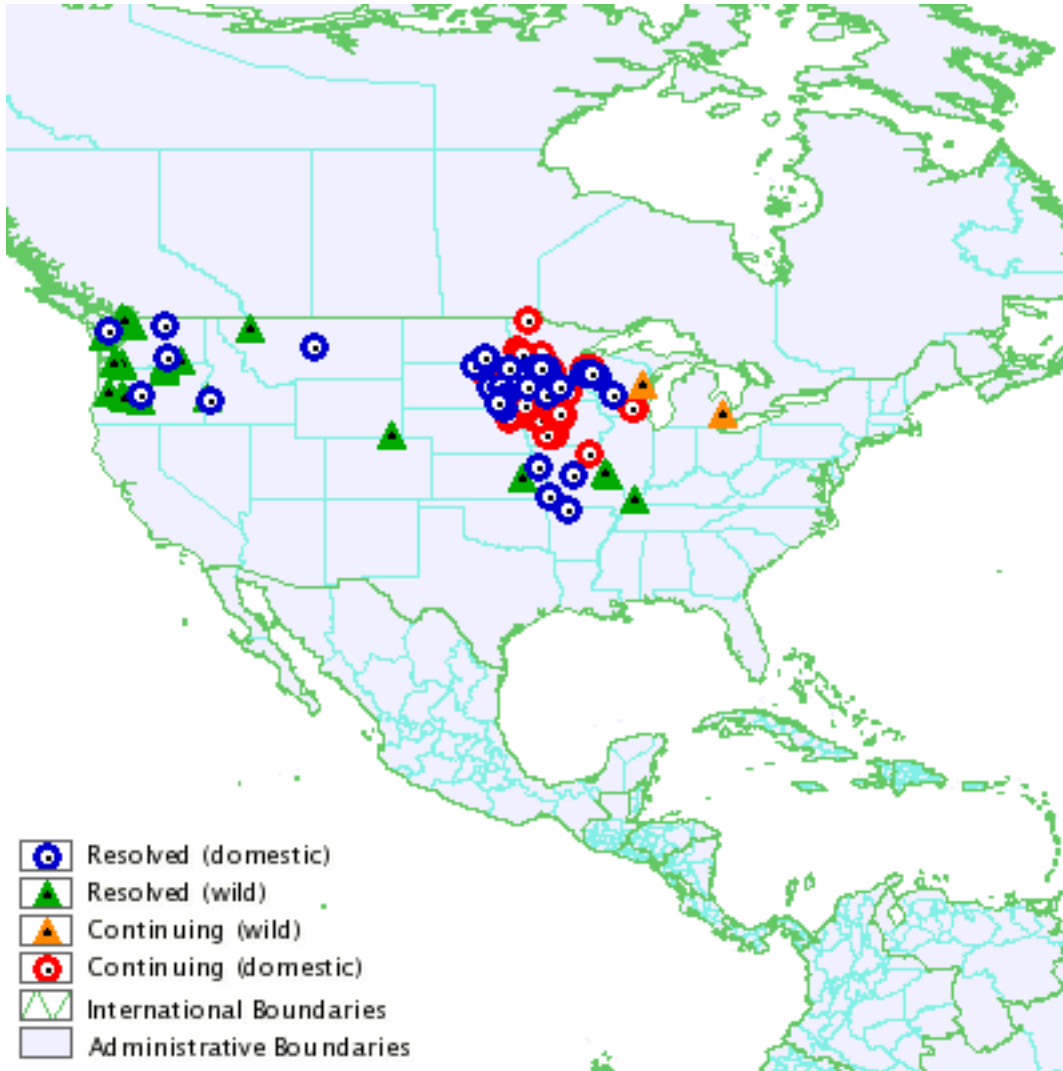 Resolved (domestic)
Resolved (wild)
Continuing (wild)
Continuing (domestic)
International Boundaries
Administrative Boundaries